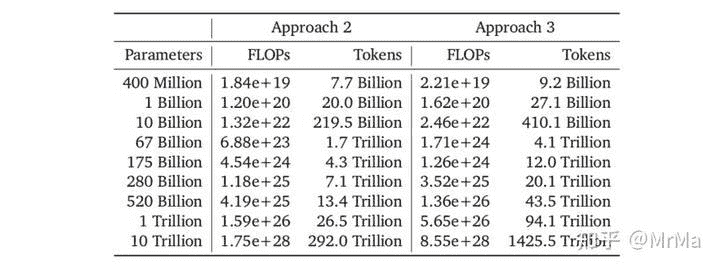 Approach 2 Approach 3
Parameters FLOPs Tokens FLOPs Tokens
400 Million 1.84e+19 7.7 Billion 2.21e+19 9.2 Billion
1 Billion 1.20e+20 20.0 Billion 1.62e+20 27.1 Billion
10 Billion 1.32e+22 219.5 Billion 2.46e+22 410.1 Billion
67 Billion 6.88e+23 1.7 Trillion 1.71e+24 4.1 Trillion
175 Billion 4.54e+24 4.3 Trillion 1.26e+24 12.0 Trillion
280 Billion 1.18e+25 7.1 Trillion 3.52e+25 20.1 Trillion
520 Billion 4.19e+25 13.4 Trillion 1.36e+26 43.5 Trillion
1 Trillion 1.59e+26 26.5 Trillion 5.65e+26 94.1 Trillion
10 Trillion 1.75e+28 292.0 Trillion 8.55e+28 1425.5 Trillion
知乎 @MrMa